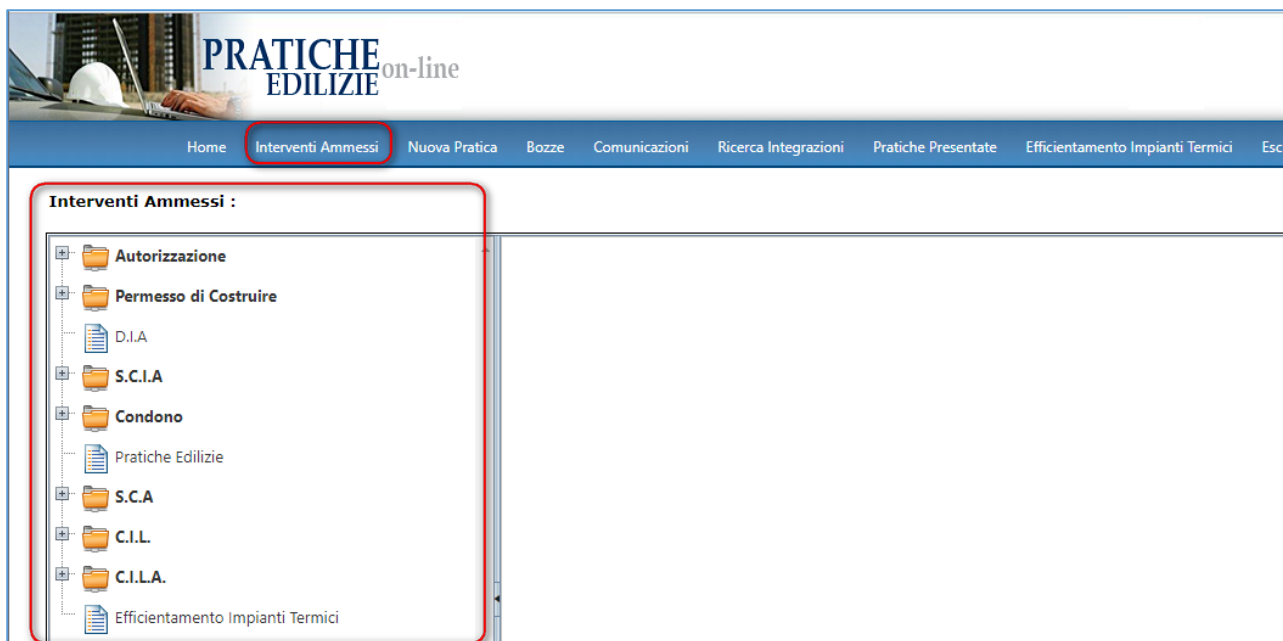 PRATICHE
EDILIZIE on-line
Home Interventi Ammessi Nuova Pratica Bozze Comunicazioni Ricerca Integrazioni Pratiche Presentate Efficientamento Impianti Termici Esc
Interventi Ammessi :
Autorizzazione
Permesso di Costruire
D.I.A
S.C.I.A
Condono
Pratiche Edilizie
S.C.A
C.I.L.
C.I.L.A.
Efficientamento Impianti Termici